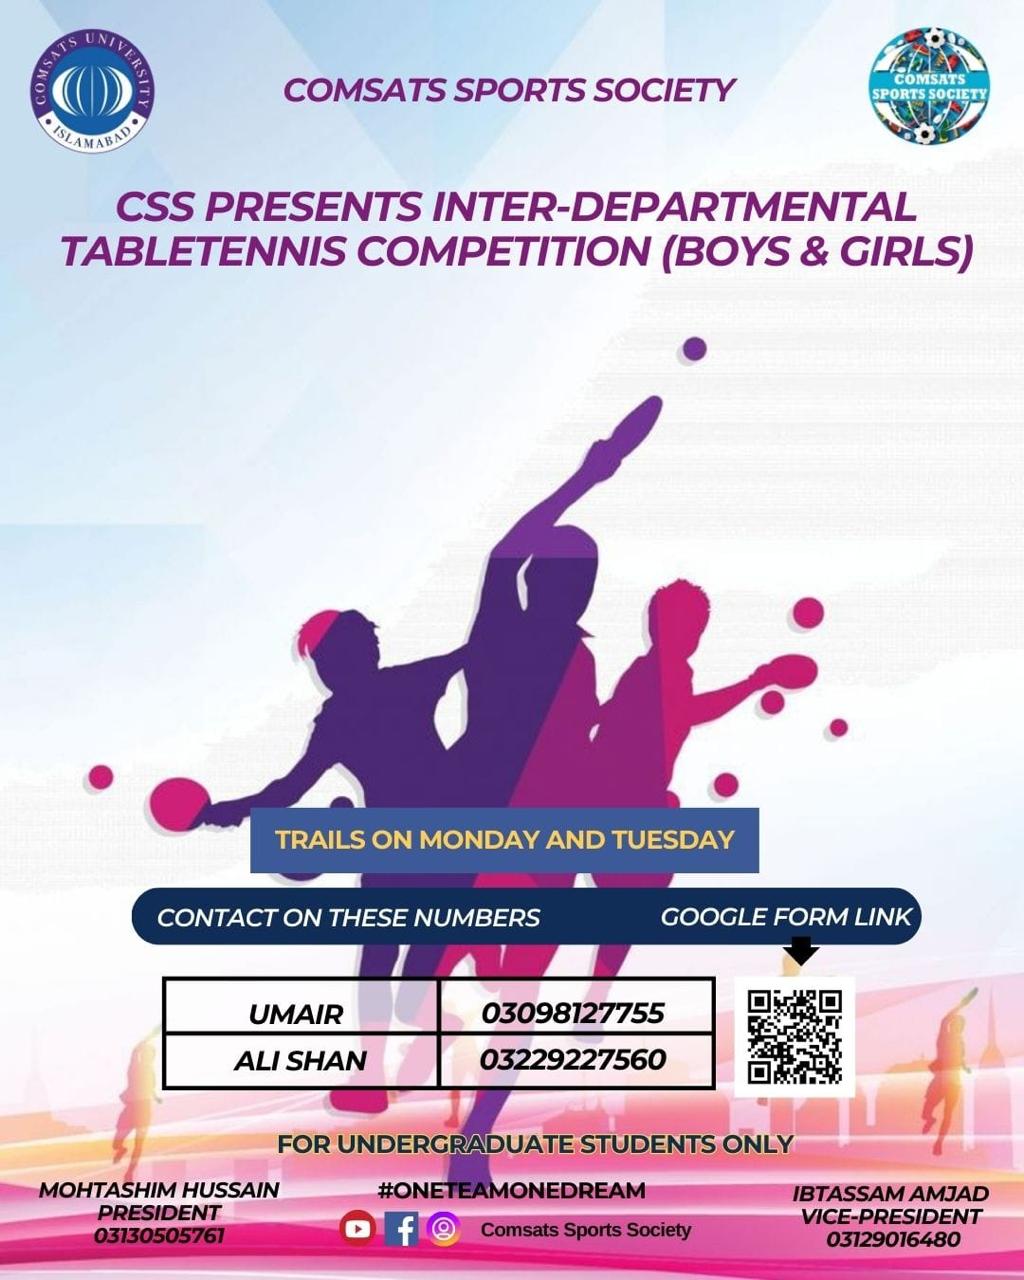 COMSATS UNIVERSITY
ISLAMABAD
COMSATS SPORTS SOCIETY
COMSATS
SPORTS SOCIETY
CSS PRESENTS INTER-DEPARTMENTAL
TABLETENNIS COMPETITION (BOYS & GIRLS)
TRAILS ON MONDAY AND TUESDAY
CONTACT ON THESE NUMBERS
GOOGLE FORM LINK
UMAIR 03098127755
ALI SHAN 03229227560
FOR UNDERGRADUATE STUDENTS ONLY
MOHTASHIM HUSSAIN
PRESIDENT
03130505761
#ONETEAMONEDREAM
Comsats Sports Society
IBTASSAM AMJAD
VICE-PRESIDENT
03129016480